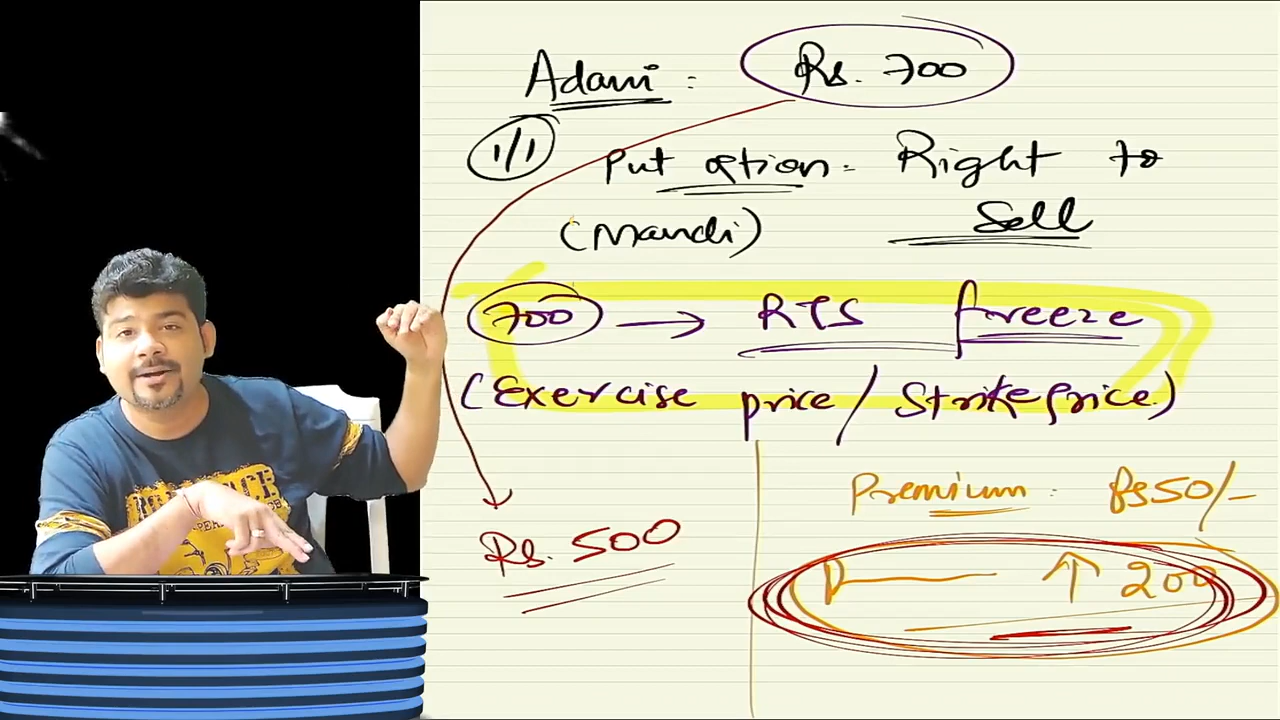 Adani : Rs. 700
1/1 Put option = Right to
(Mandi) Sell
700 → RTS freeze
(Exercise price/Strike price)
Premium : Rs 50/-
Rs. 500
P ↑ 200